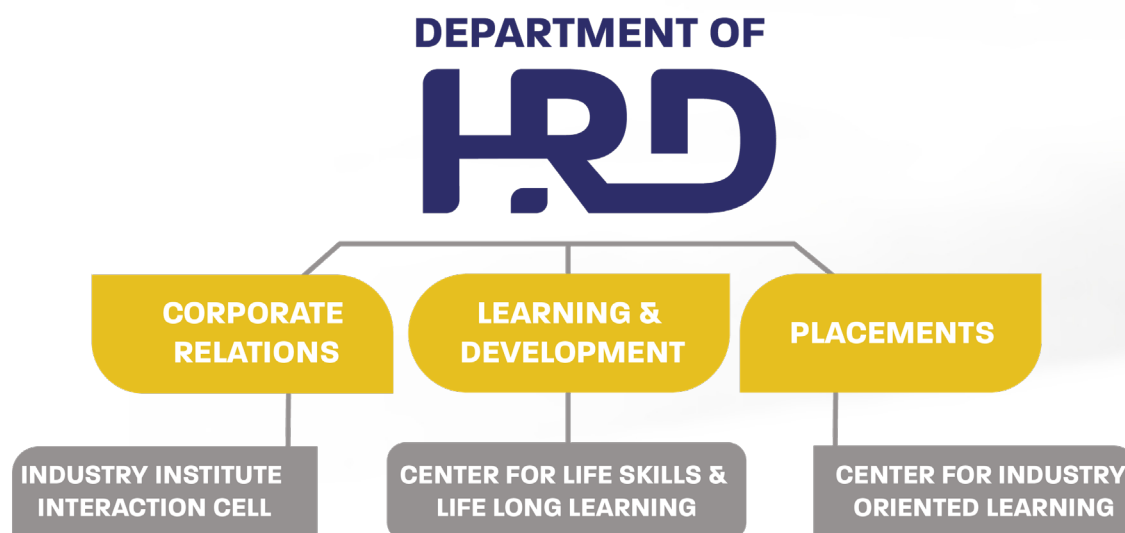 DEPARTMENT OF
HRD
CORPORATE
RELATIONS
LEARNING &
DEVELOPMENT
PLACEMENTS
INDUSTRY INSTITUTE
INTERACTION CELL
CENTER FOR LIFE SKILLS &
LIFE LONG LEARNING
CENTER FOR INDUSTRY
ORIENTED LEARNING